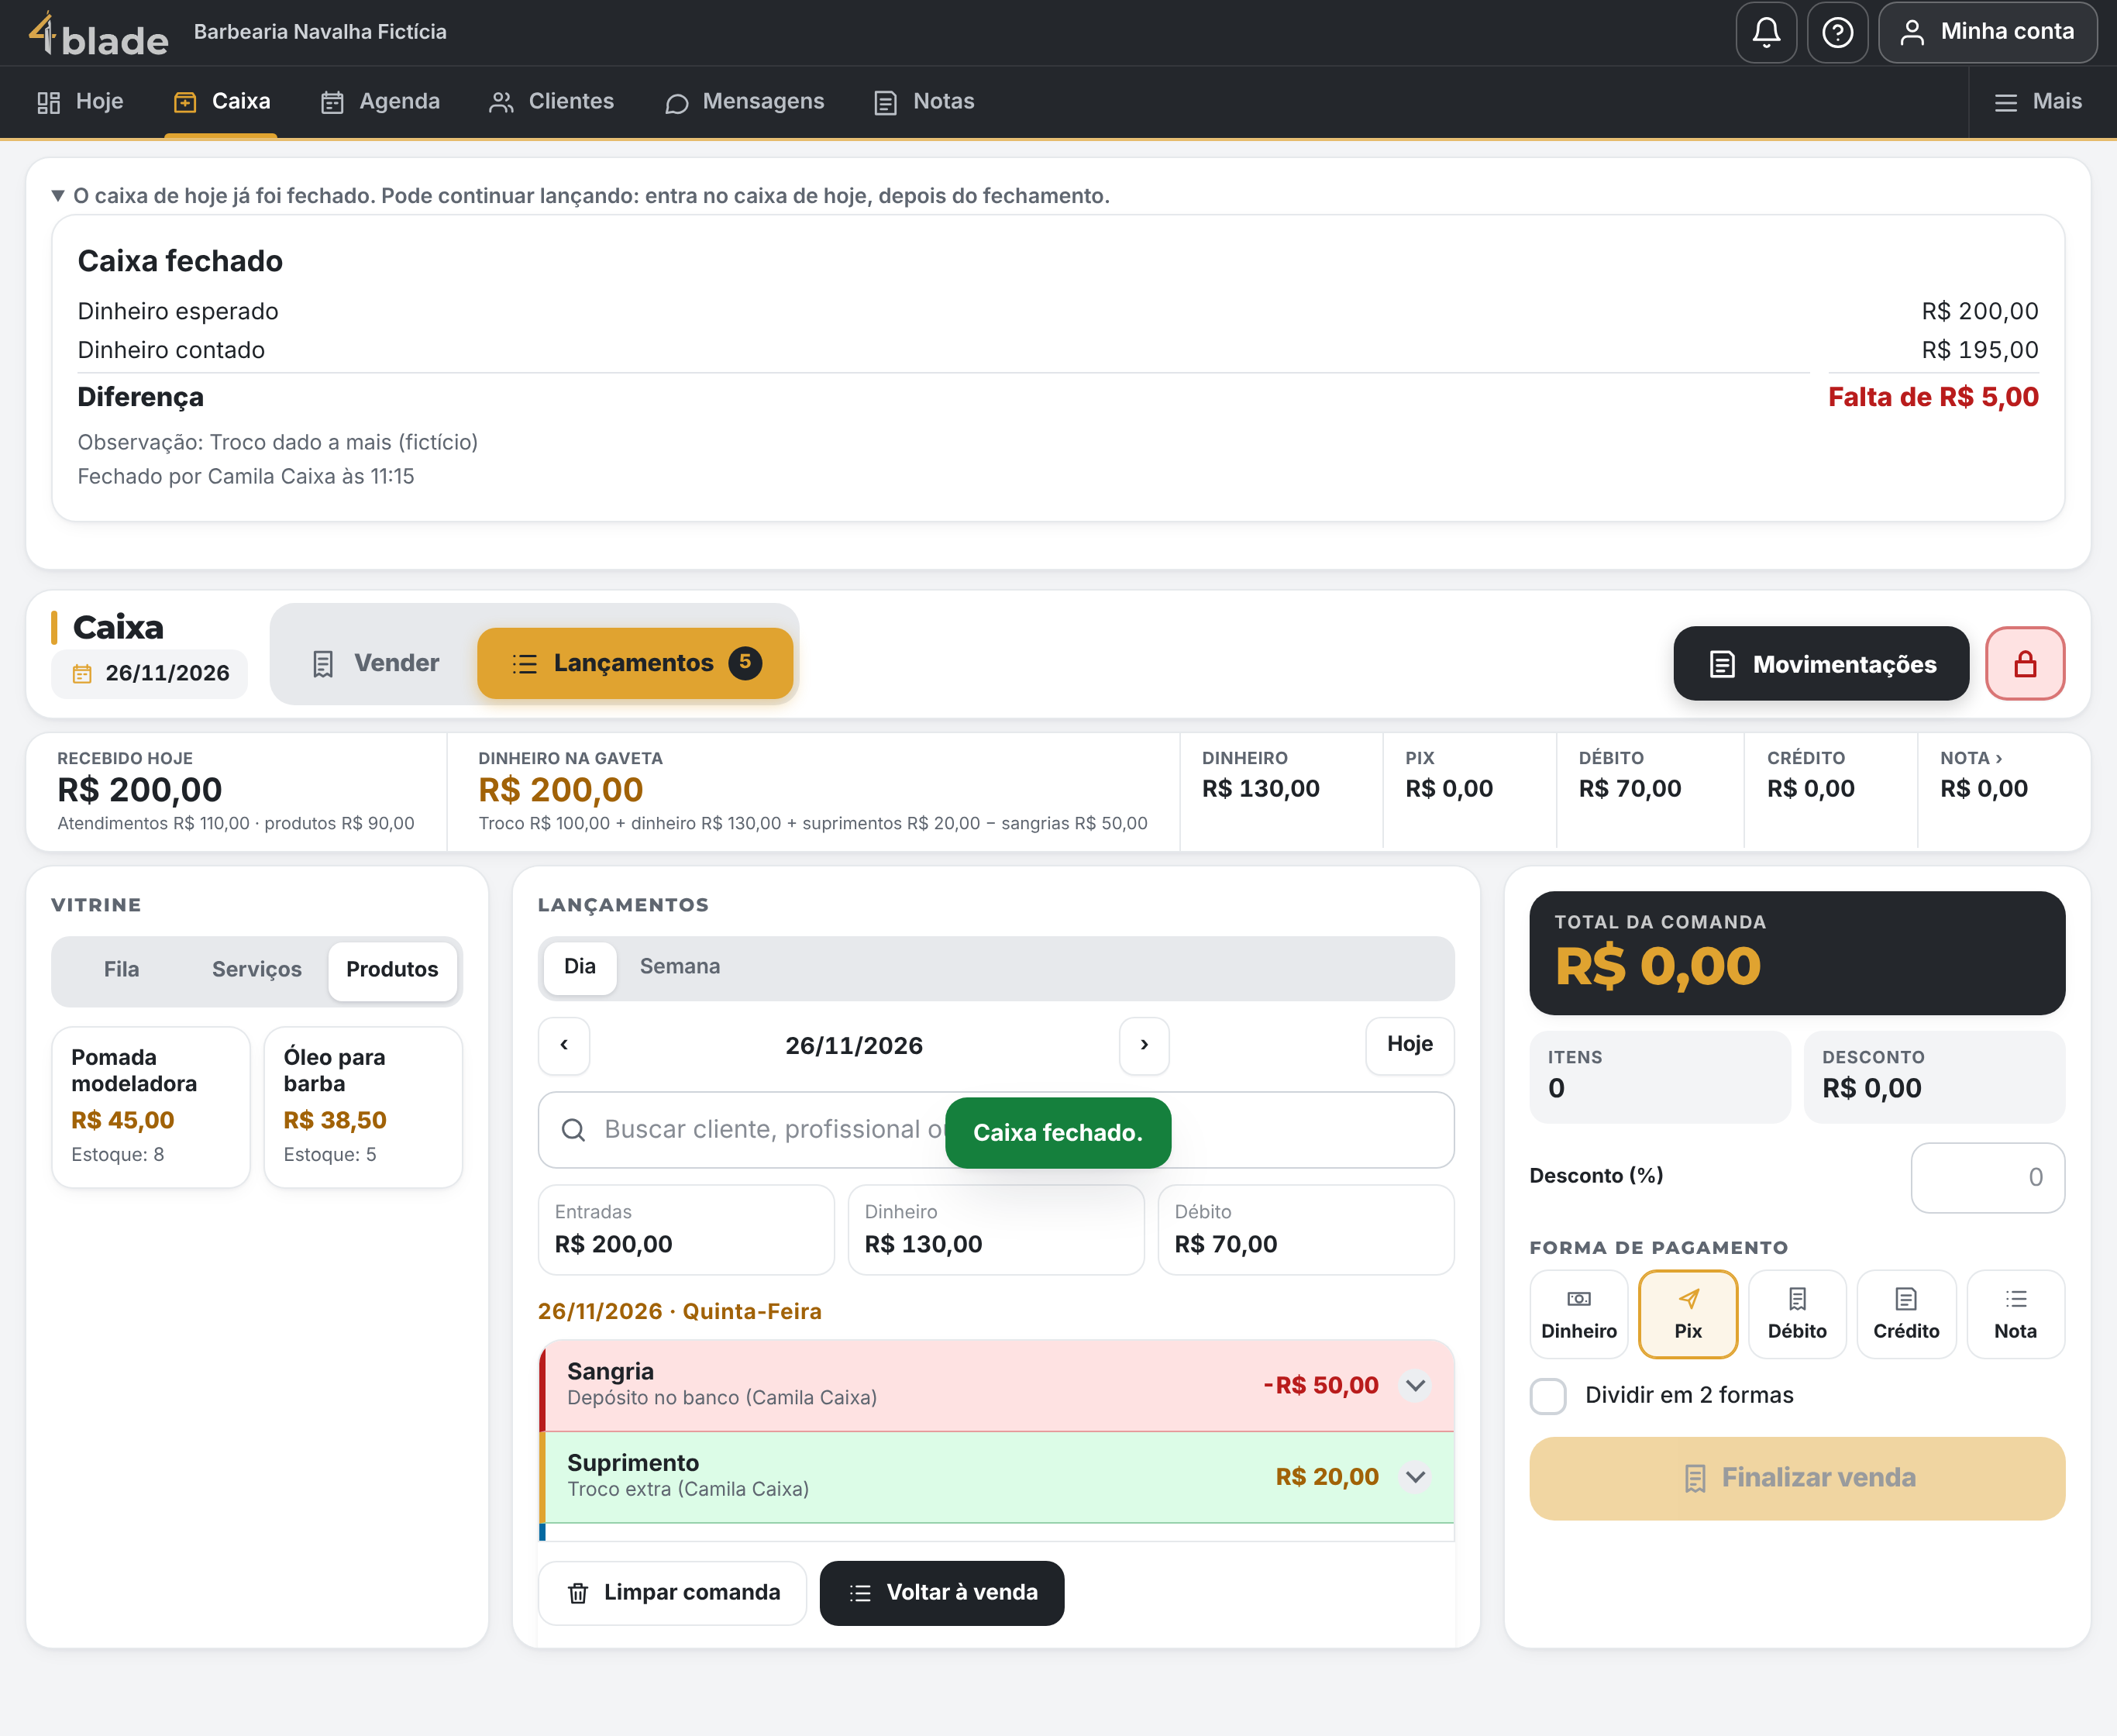 4blade
Barbearia Navalha Fictícia
Minha conta
Hoje
Caixa
Agenda
Clientes
Mensagens
Notas
Mais
▼ O caixa de hoje já foi fechado. Pode continuar lançando: entra no caixa de hoje, depois do fechamento.
Caixa fechado
Dinheiro esperado R$ 200,00
Dinheiro contado R$ 195,00
Diferença Falta de R$ 5,00
Observação: Troco dado a mais (fictício)
Fechado por Camila Caixa às 11:15
Caixa
26/11/2026
Vender
Lançamentos 5
Movimentações
RECEBIDO HOJE
R$ 200,00
Atendimentos R$ 110,00 · produtos R$ 90,00
DINHEIRO NA GAVETA
R$ 200,00
Troco R$ 100,00 + dinheiro R$ 130,00 + suprimentos R$ 20,00 − sangrias R$ 50,00
DINHEIRO
R$ 130,00
PIX
R$ 0,00
DÉBITO
R$ 70,00
CRÉDITO
R$ 0,00
NOTA ›
R$ 0,00
VITRINE
Fila
Serviços
Produtos
Pomada
modeladora
R$ 45,00
Estoque: 8
Óleo para
barba
R$ 38,50
Estoque: 5
LANÇAMENTOS
Dia
Semana
‹
26/11/2026
›
Hoje
Buscar cliente, profissional
Caixa fechado.
Entradas
R$ 200,00
Dinheiro
R$ 130,00
Débito
R$ 70,00
26/11/2026 · Quinta-Feira
Sangria
Depósito no banco (Camila Caixa)
-R$ 50,00
Suprimento
Troco extra (Camila Caixa)
R$ 20,00
Limpar comanda
Voltar à venda
TOTAL DA COMANDA
R$ 0,00
ITENS
0
DESCONTO
R$ 0,00
Desconto (%)
0
FORMA DE PAGAMENTO
Dinheiro
Pix
Débito
Crédito
Nota
Dividir em 2 formas
Finalizar venda